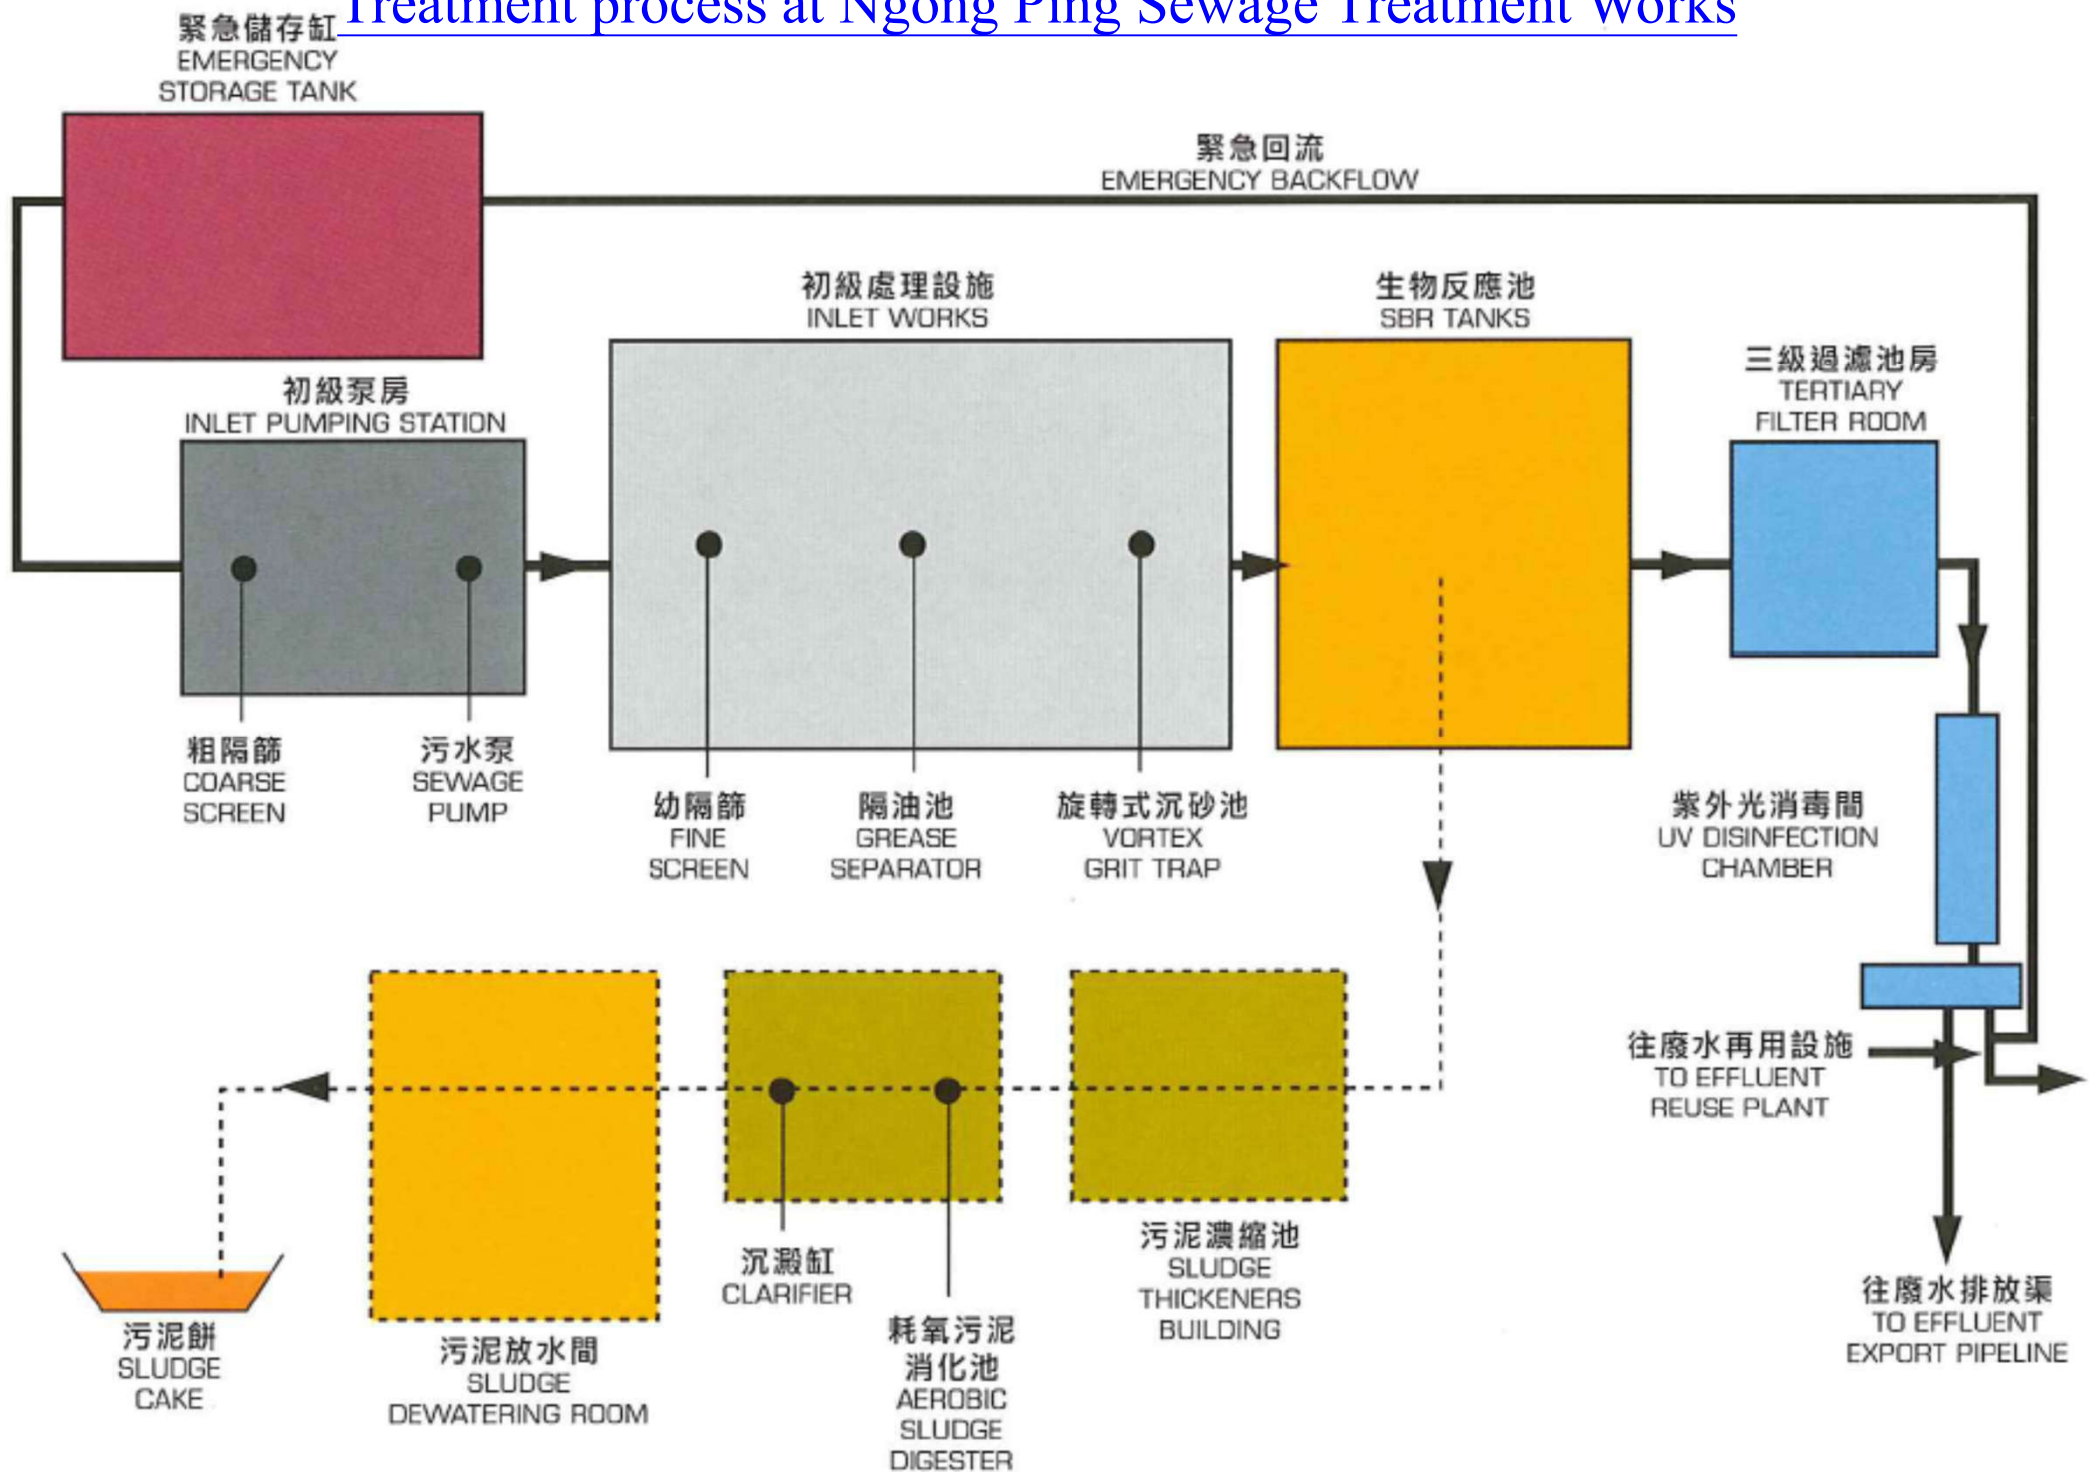 Treatment process at Ngong Ping Sewage Treatment Works
緊急儲存缸
EMERGENCY
STORAGE TANK
緊急回流
EMERGENCY BACKFLOW
初級處理設施
INLET WORKS
生物反應池
SBR TANKS
三級過濾池房
TERTIARY
FILTER ROOM
初級泵房
INLET PUMPING STATION
粗隔篩
COARSE
SCREEN
污水泵
SEWAGE
PUMP
幼隔篩
FINE
SCREEN
隔油池
GREASE
SEPARATOR
旋轉式沉砂池
VORTEX
GRIT TRAP
紫外光消毒間
UV DISINFECTION
CHAMBER
往廢水再用設施
TO EFFLUENT
REUSE PLANT
往廢水排放渠
TO EFFLUENT
EXPORT PIPELINE
污泥濃縮池
SLUDGE
THICKENERS
BUILDING
沉澱缸
CLARIFIER
耗氧污泥
消化池
AEROBIC
SLUDGE
DIGESTER
污泥放水間
SLUDGE
DEWATERING ROOM
污泥餅
SLUDGE
CAKE